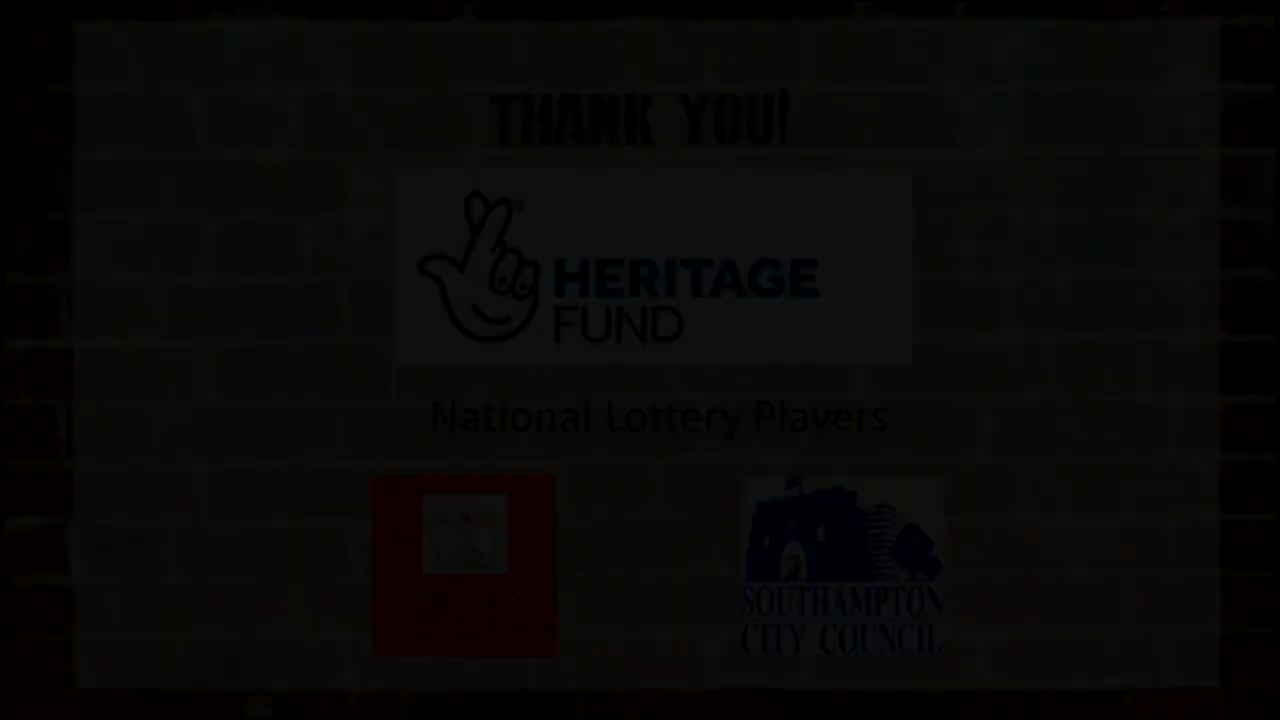 THANK YOU!
HERITAGE
FUND
National Lottery Players
SOUTHAMPTON
CITY COUNCIL